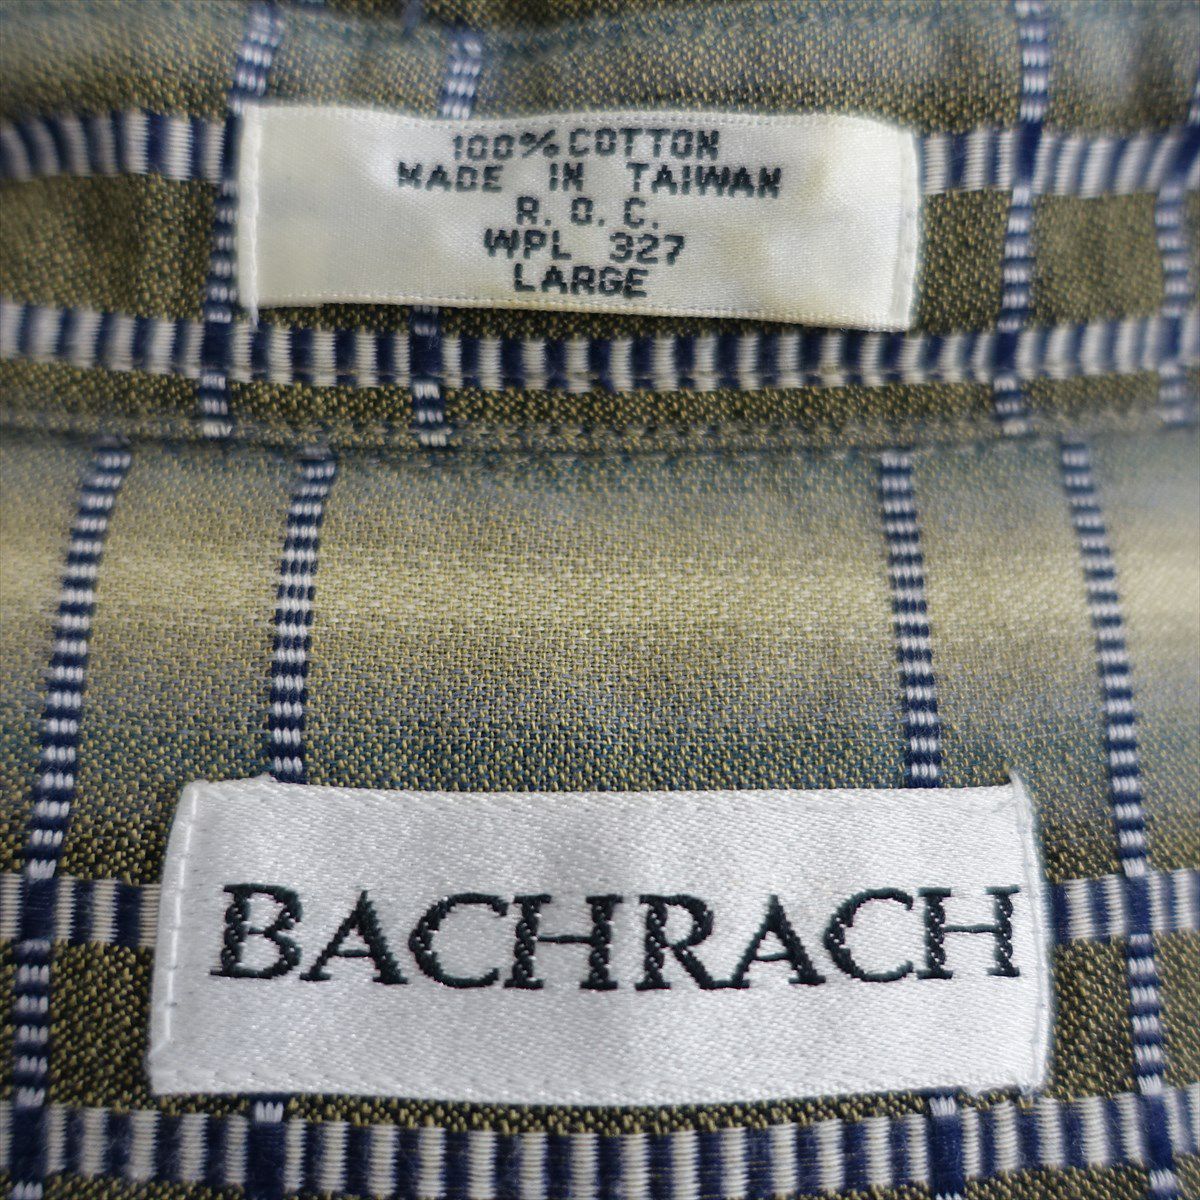 100% COTTON
MADE IN TAIWAN
R.O.C.
WPL 327
LARGE
BACHRACH